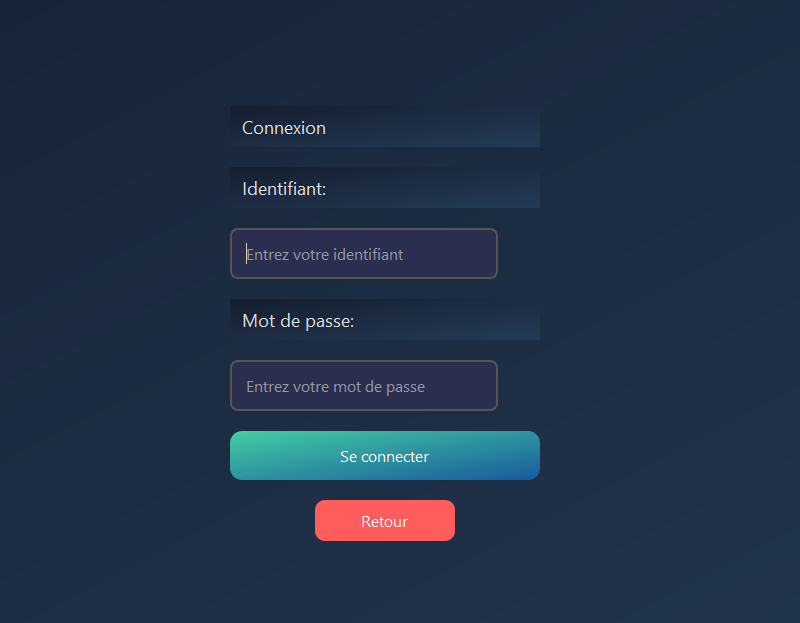 Connexion
Identifiant:
Entrez votre identifiant
Mot de passe:
Entrez votre mot de passe
Se connecter
Retour